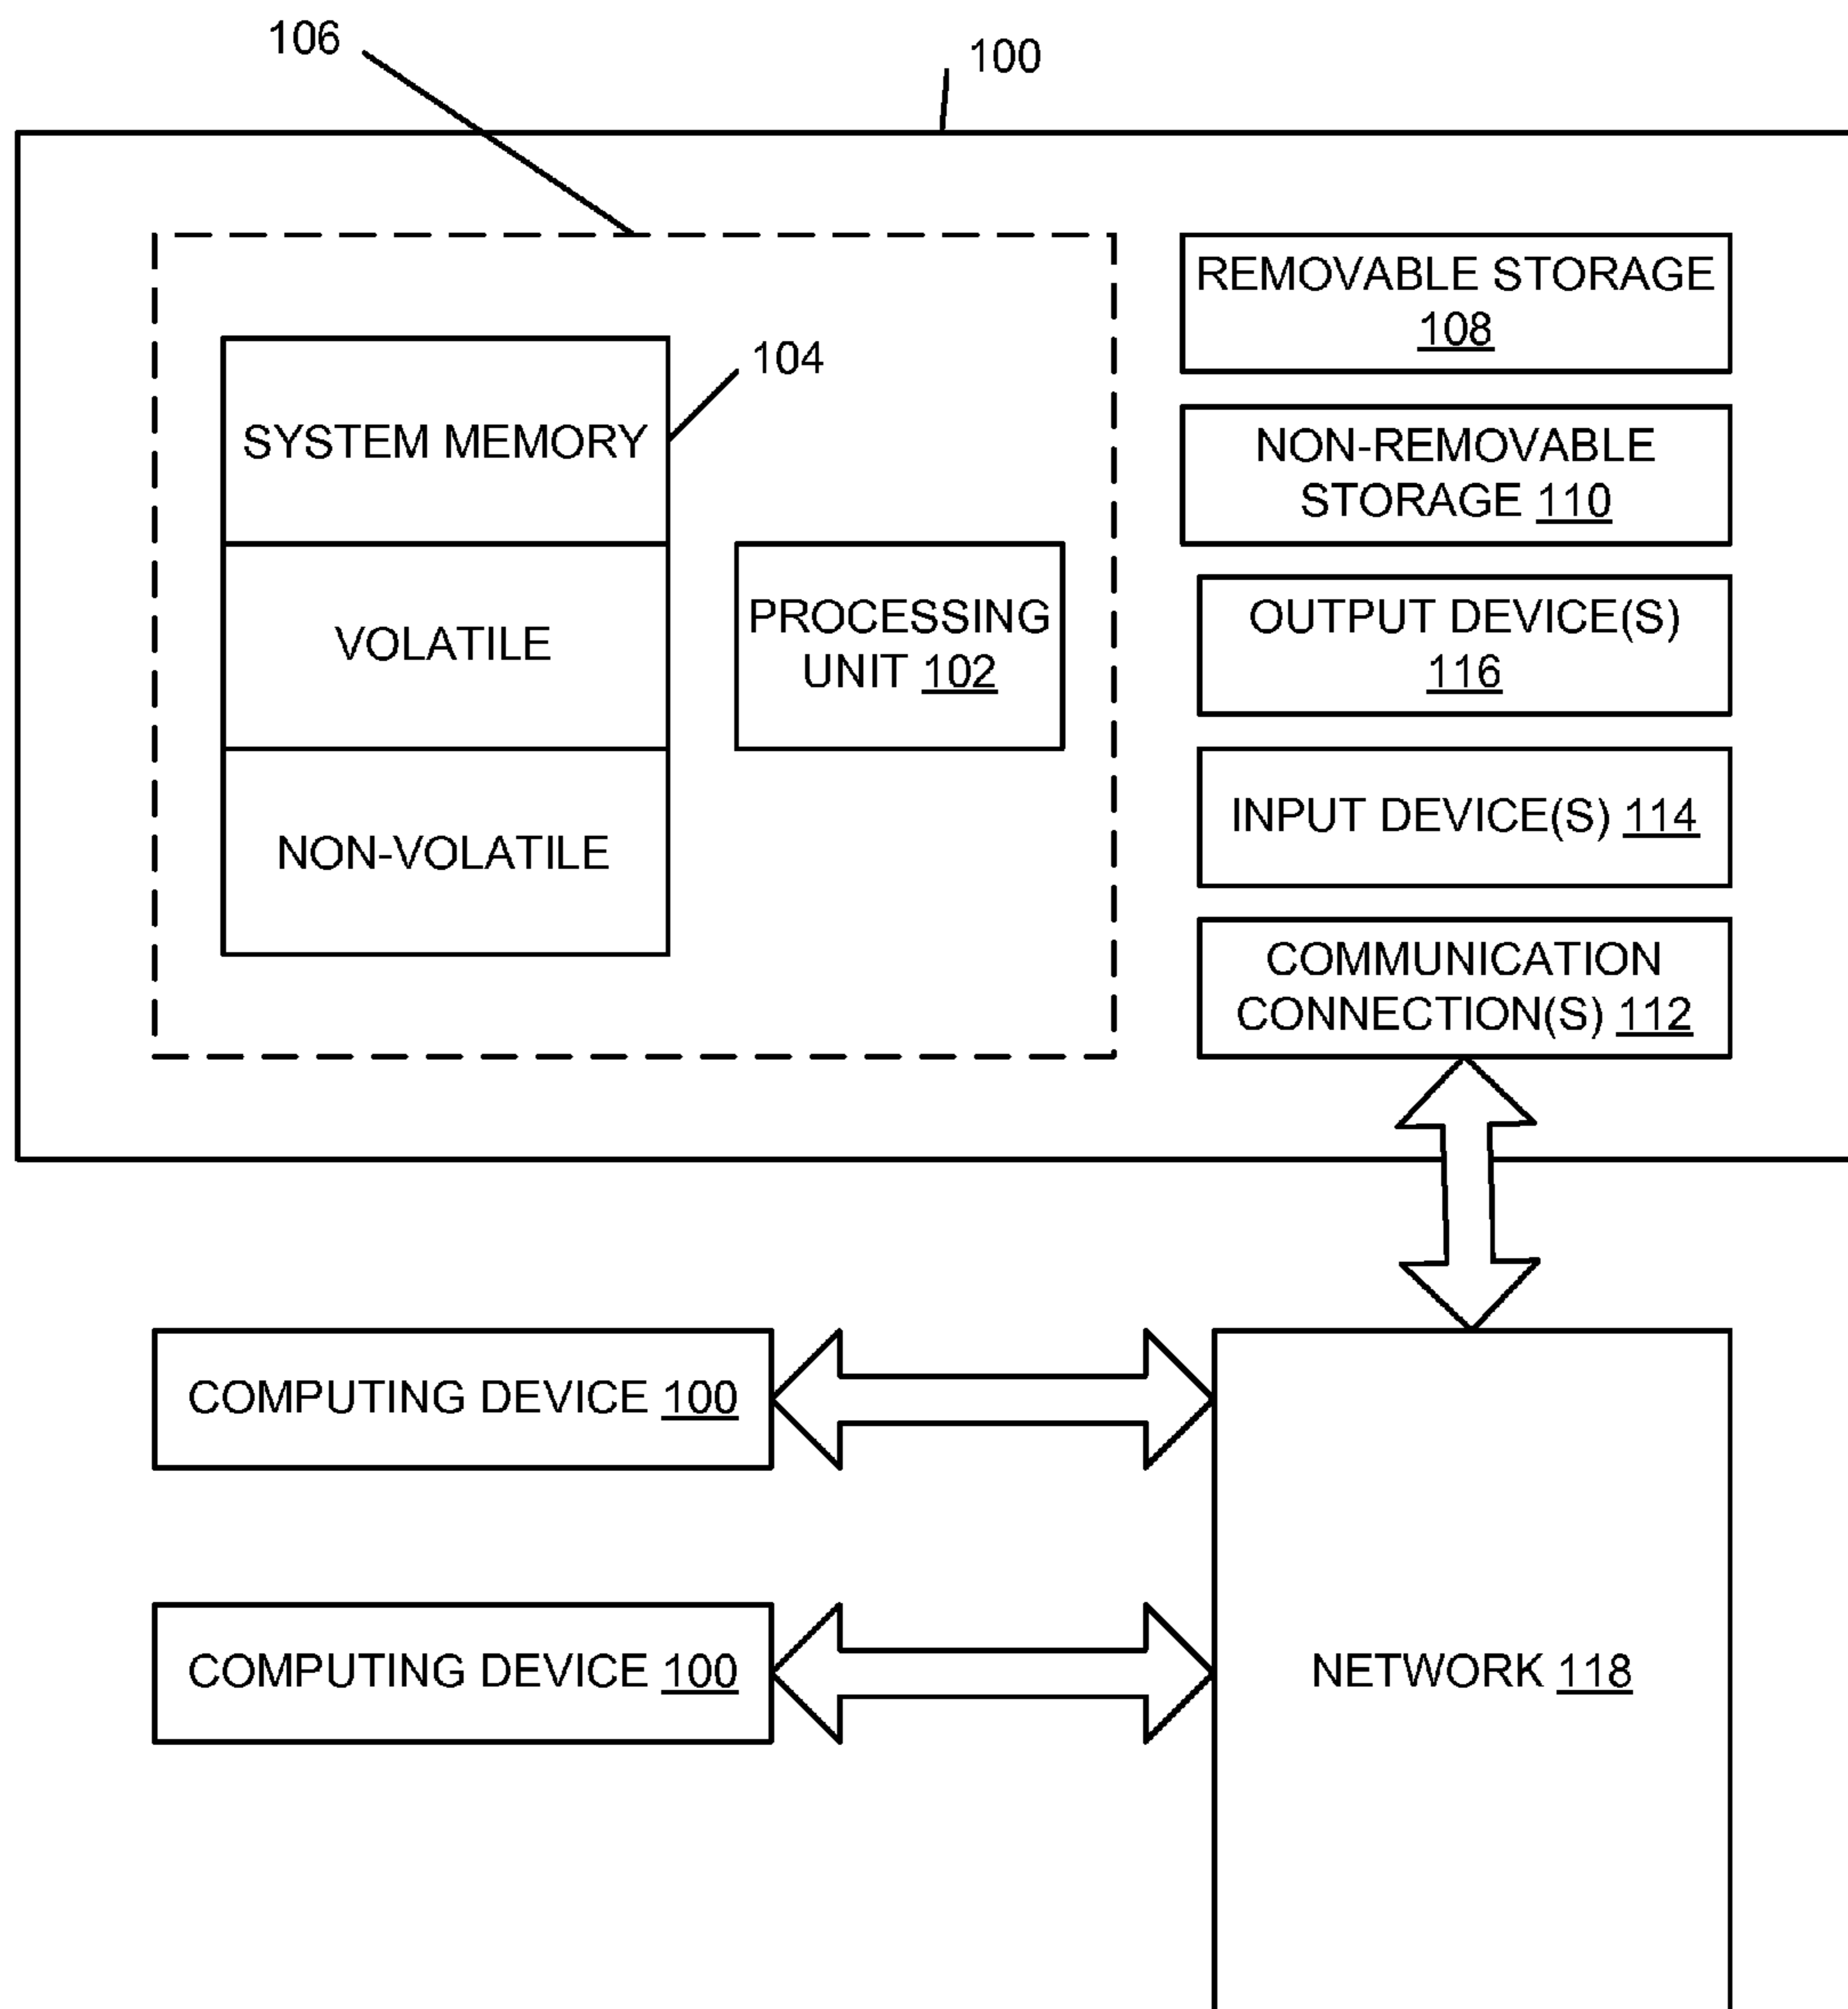 106
100
REMOVABLE STORAGE
108
104
SYSTEM MEMORY
NON-REMOVABLE
STORAGE 110
VOLATILE
PROCESSING
UNIT 102
OUTPUT DEVICE(S)
116
NON-VOLATILE
INPUT DEVICE(S) 114
COMMUNICATION
CONNECTION(S) 112
COMPUTING DEVICE 100
COMPUTING DEVICE 100
NETWORK 118